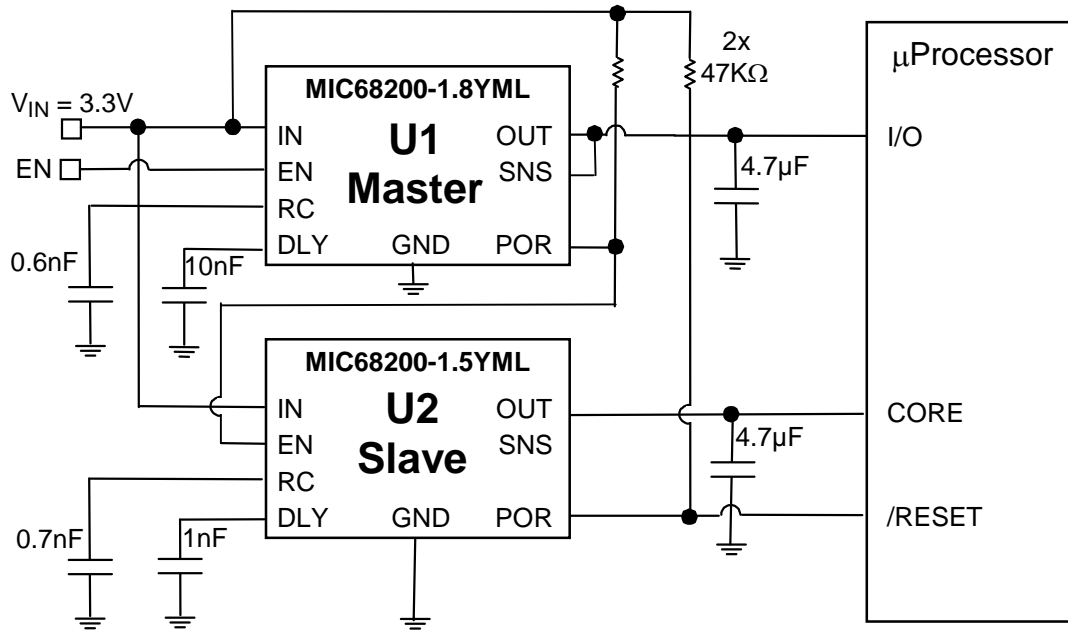 2x
47KΩ
µProcessor
V_IN = 3.3V
EN
MIC68200-1.8YML
U1
Master
IN
EN
RC
DLY
GND
OUT
SNS
POR
I/O
4.7µF
0.6nF
10nF
MIC68200-1.5YML
U2
Slave
IN
EN
RC
DLY
GND
OUT
SNS
POR
CORE
4.7µF
/RESET
0.7nF
1nF